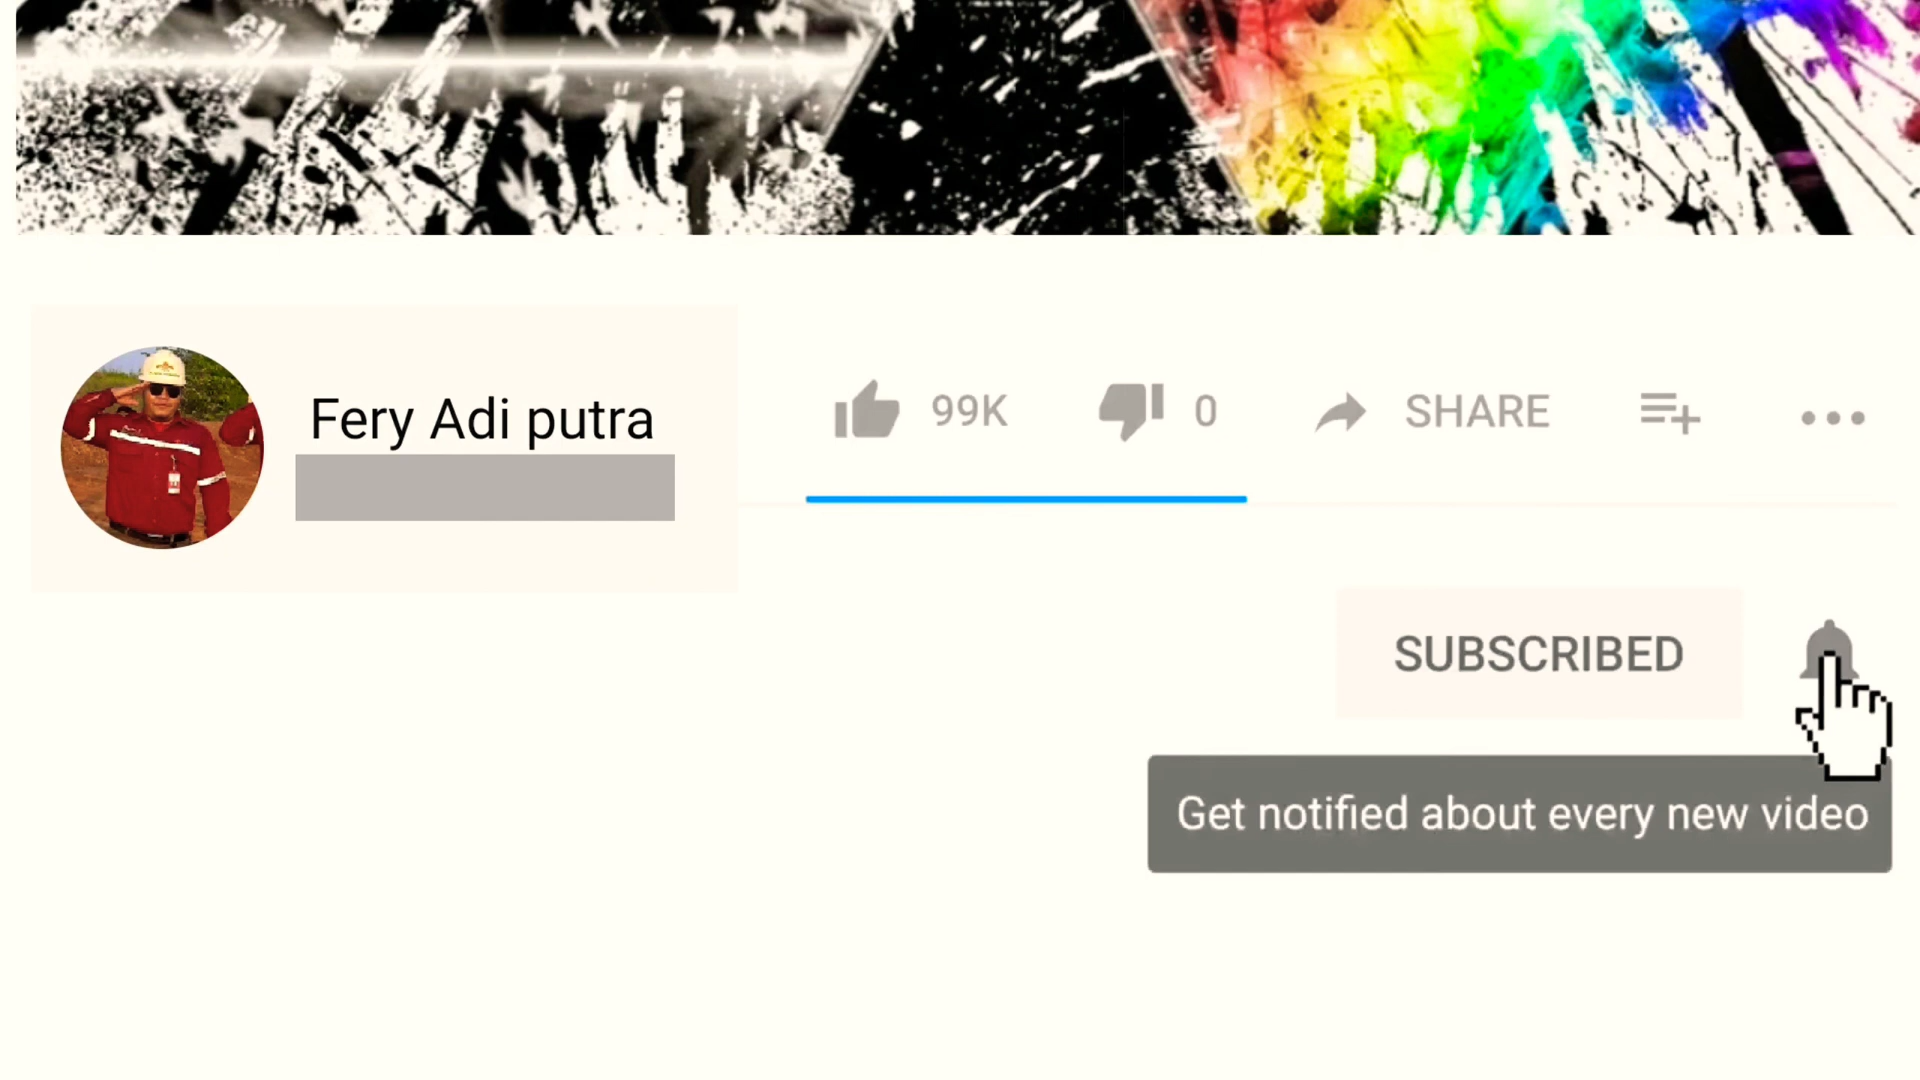 Fery Adi putra
99K
0
SHARE
SUBSCRIBED
Get notified about every new video